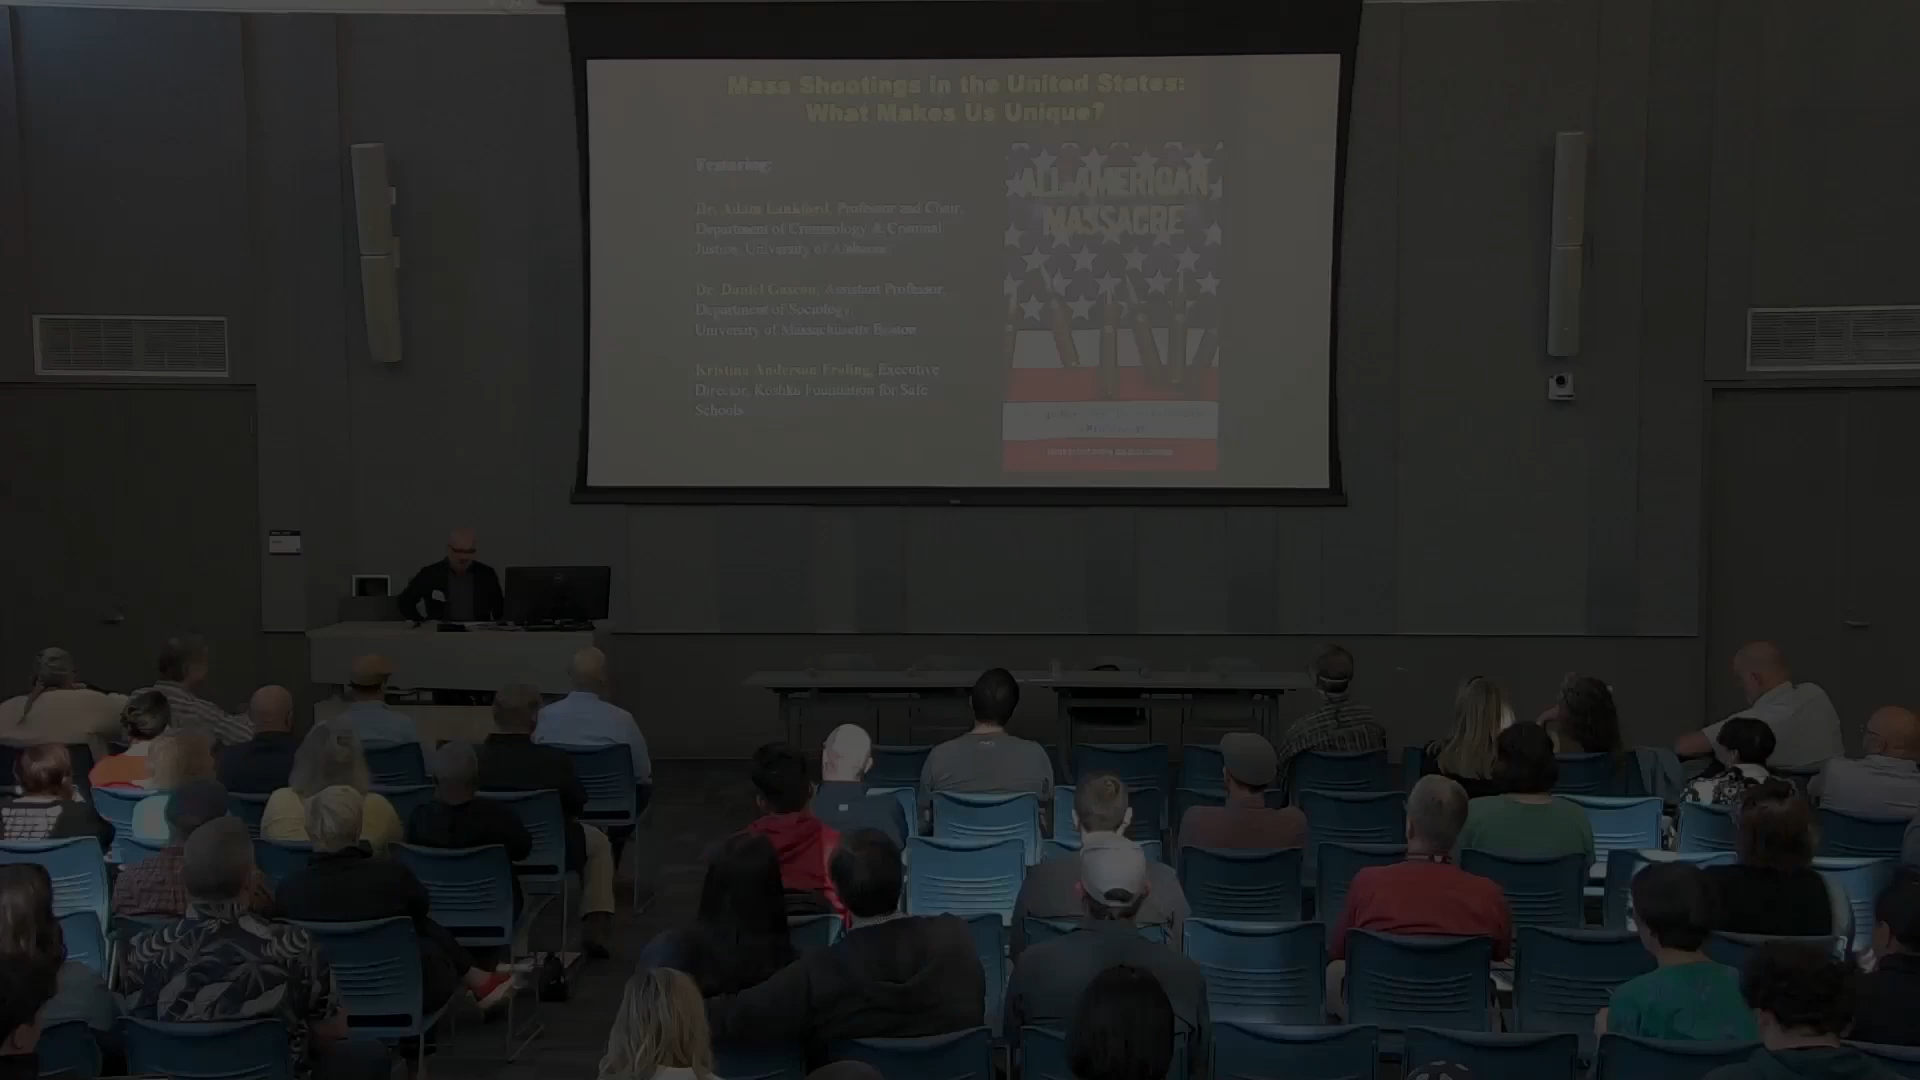 Mass Shootings in the United States:
What Makes Us Unique?
Featuring:
Dr. Adam Lankford, Professor and Chair,
Department of Criminology & Criminal
Justice, University of Alabama
Dr. Daniel Gascón, Assistant Professor,
Department of Sociology,
University of Massachusetts Boston
Kristina Anderson Froling, Executive
Director, Koshka Foundation for Safe
Schools
ALL AMERICAN
MASSACRE